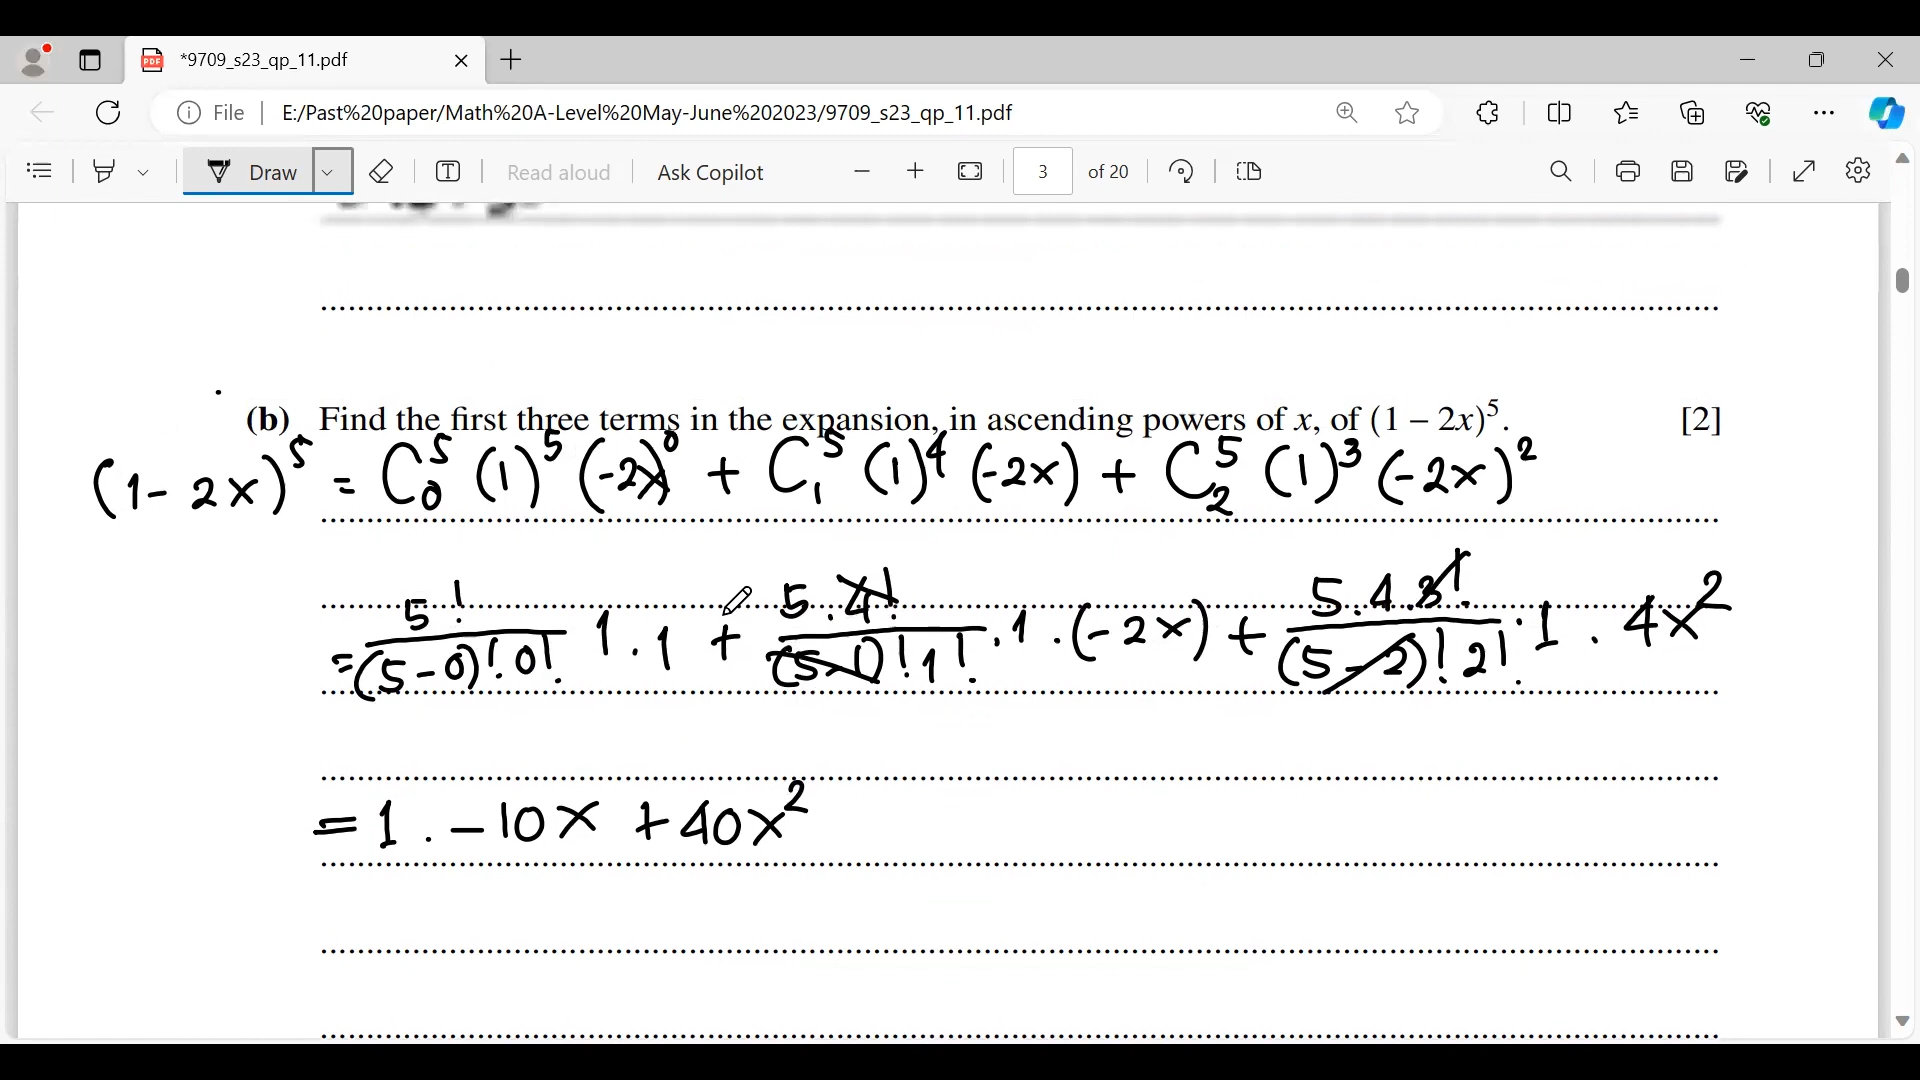 *9709_s23_qp_11.pdf
File | E:/Past%20paper/Math%20A-Level%20May-June%202023/9709_s23_qp_11.pdf
Draw Read aloud Ask Copilot 3 of 20
(b) Find the first three terms in the expansion, in ascending powers of x, of (1 – 2x)⁵. [2]
(1- 2x)⁵ = C⁵₀ (1)⁵ (-2x)⁰ + C⁵₁ (1)⁴ (-2x) + C⁵₂ (1)³ (-2x)²
= 5!/(5-0)!.0! 1.1 + 5.4!/(5-1)!1! .1.(-2x) + 5.4.3!/(5-2)!2! .1 . 4x²
= 1 . - 10x + 40x²